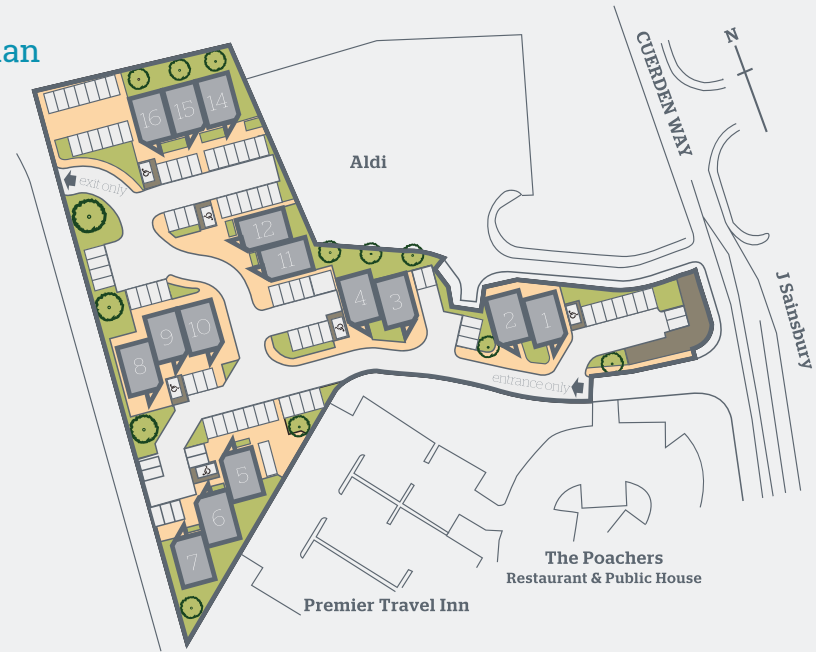 an
N
CUERDEN WAY
Aldi
16 15 14
exit only
12
11
4 3
2 1
J Sainsbury
10
9
8
entrance only
5
6
7
The Poachers
Restaurant & Public House
Premier Travel Inn